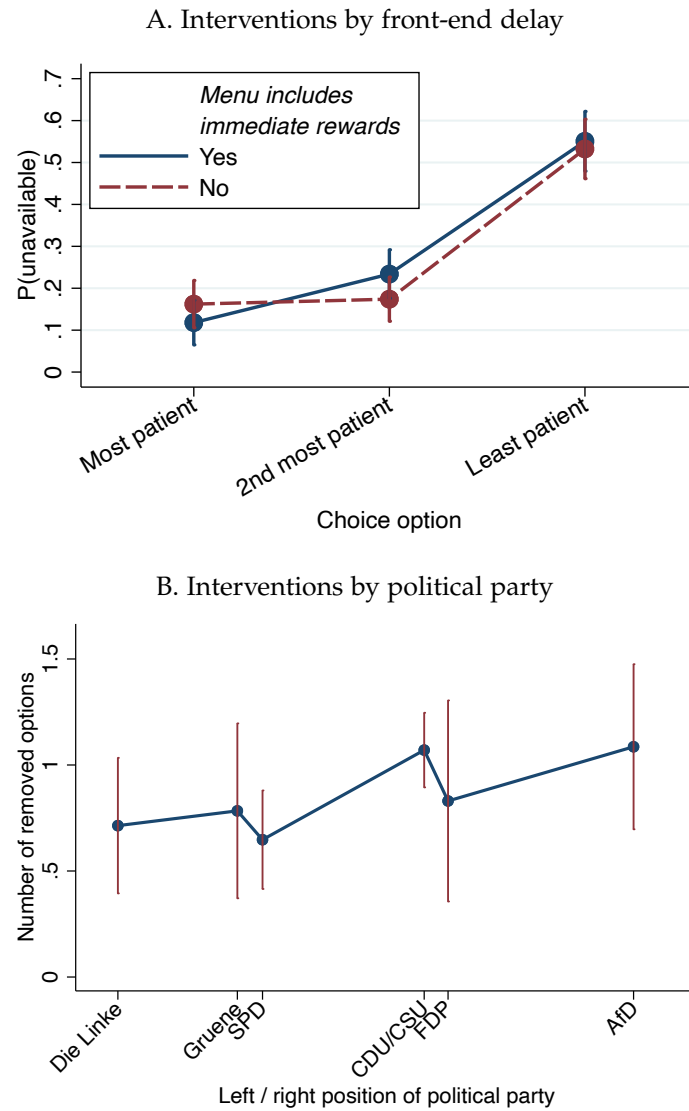 A. Interventions by front-end delay
P(unavailable)
.7
.6
.5
.4
.3
.2
.1
0
Menu includes
immediate rewards
Yes
No
Most patient
2nd most patient
Least patient
Choice option
B. Interventions by political party
Number of removed options
1.5
1
.5
0
Die Linke
Gruene
SPD
CDU/CSU
FDP
AfD
Left / right position of political party